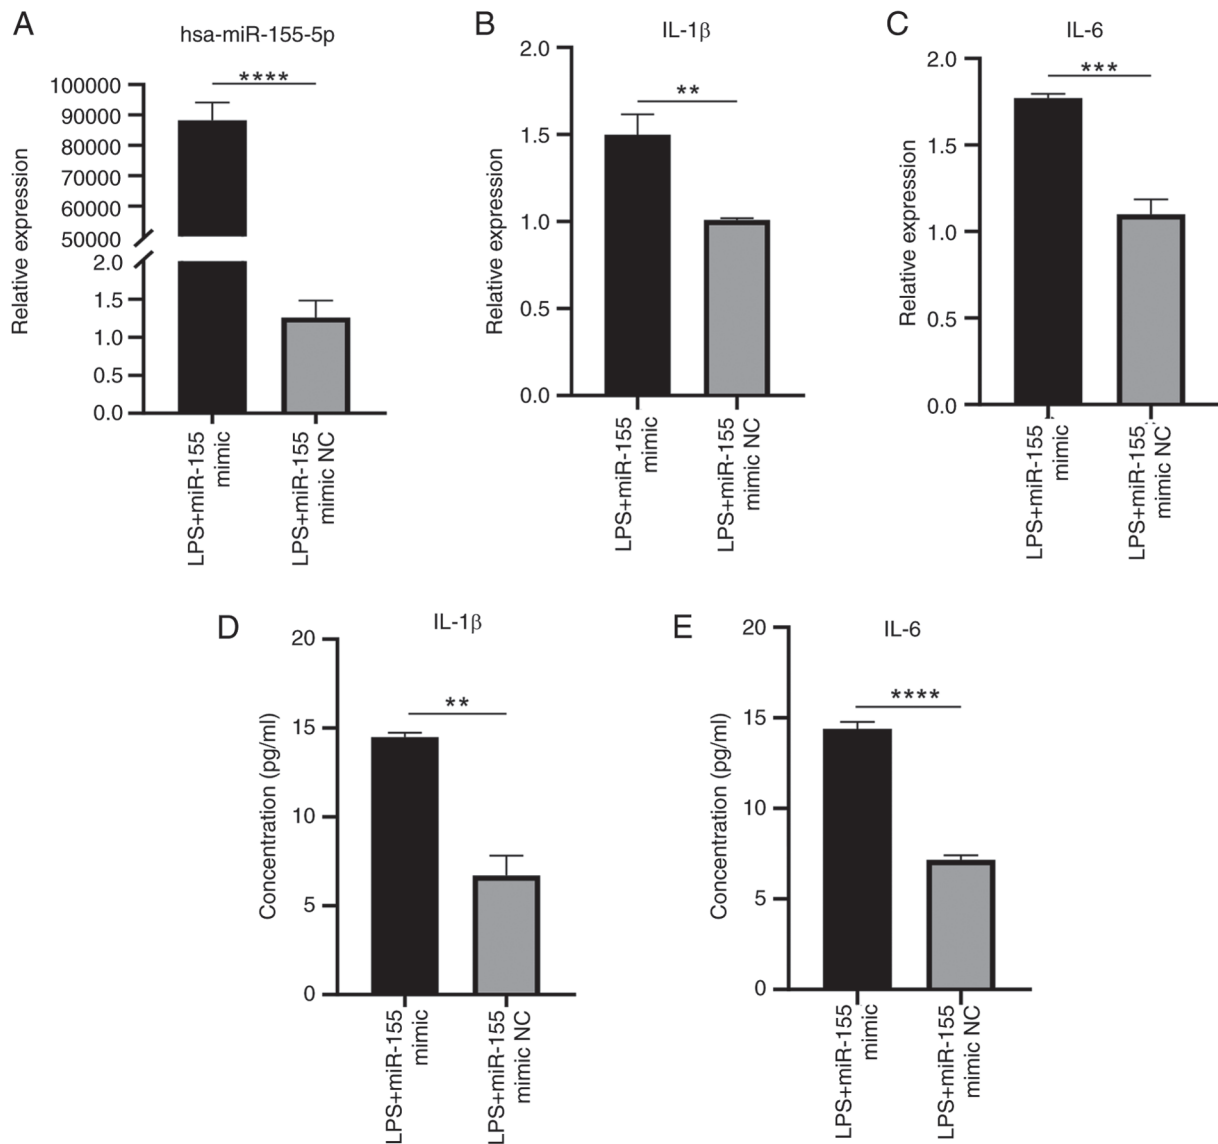 A
hsa-miR-155-5p
****
Relative expression
100000
90000
80000
70000
60000
50000
2.0
1.5
1.0
0.5
0.0
LPS+miR-155
mimic
LPS+miR-155
mimic NC
B
IL-1β
**
Relative expression
2.0
1.5
1.0
0.5
0.0
LPS+miR-155
mimic
LPS+miR-155
mimic NC
C
IL-6
***
Relative expression
2.0
1.5
1.0
0.5
0.0
LPS+miR-155
mimic
LPS+miR-155
mimic NC
D
IL-1β
**
Concentration (pg/ml)
20
15
10
5
0
LPS+miR-155
mimic
LPS+miR-155
mimic NC
E
IL-6
****
Concentration (pg/ml)
20
15
10
5
0
LPS+miR-155
mimic
LPS+miR-155
mimic NC